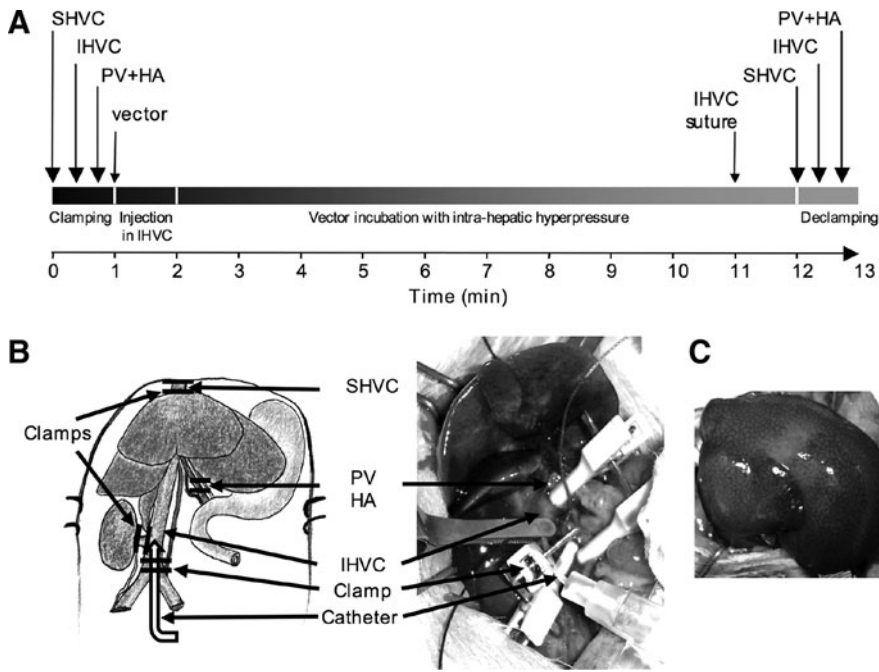 A
SHVC
IHVC
PV+HA
vector
PV+HA
IHVC
SHVC
IHVC
suture
Clamping
Injection
in IHVC
Vector incubation with intra-hepatic hyperpressure
Declamping
0 1 2 3 4 5 6 7 8 9 10 11 12 13
Time (min)
B
SHVC
Clamps
PV
HA
IHVC
Clamp
Catheter
C